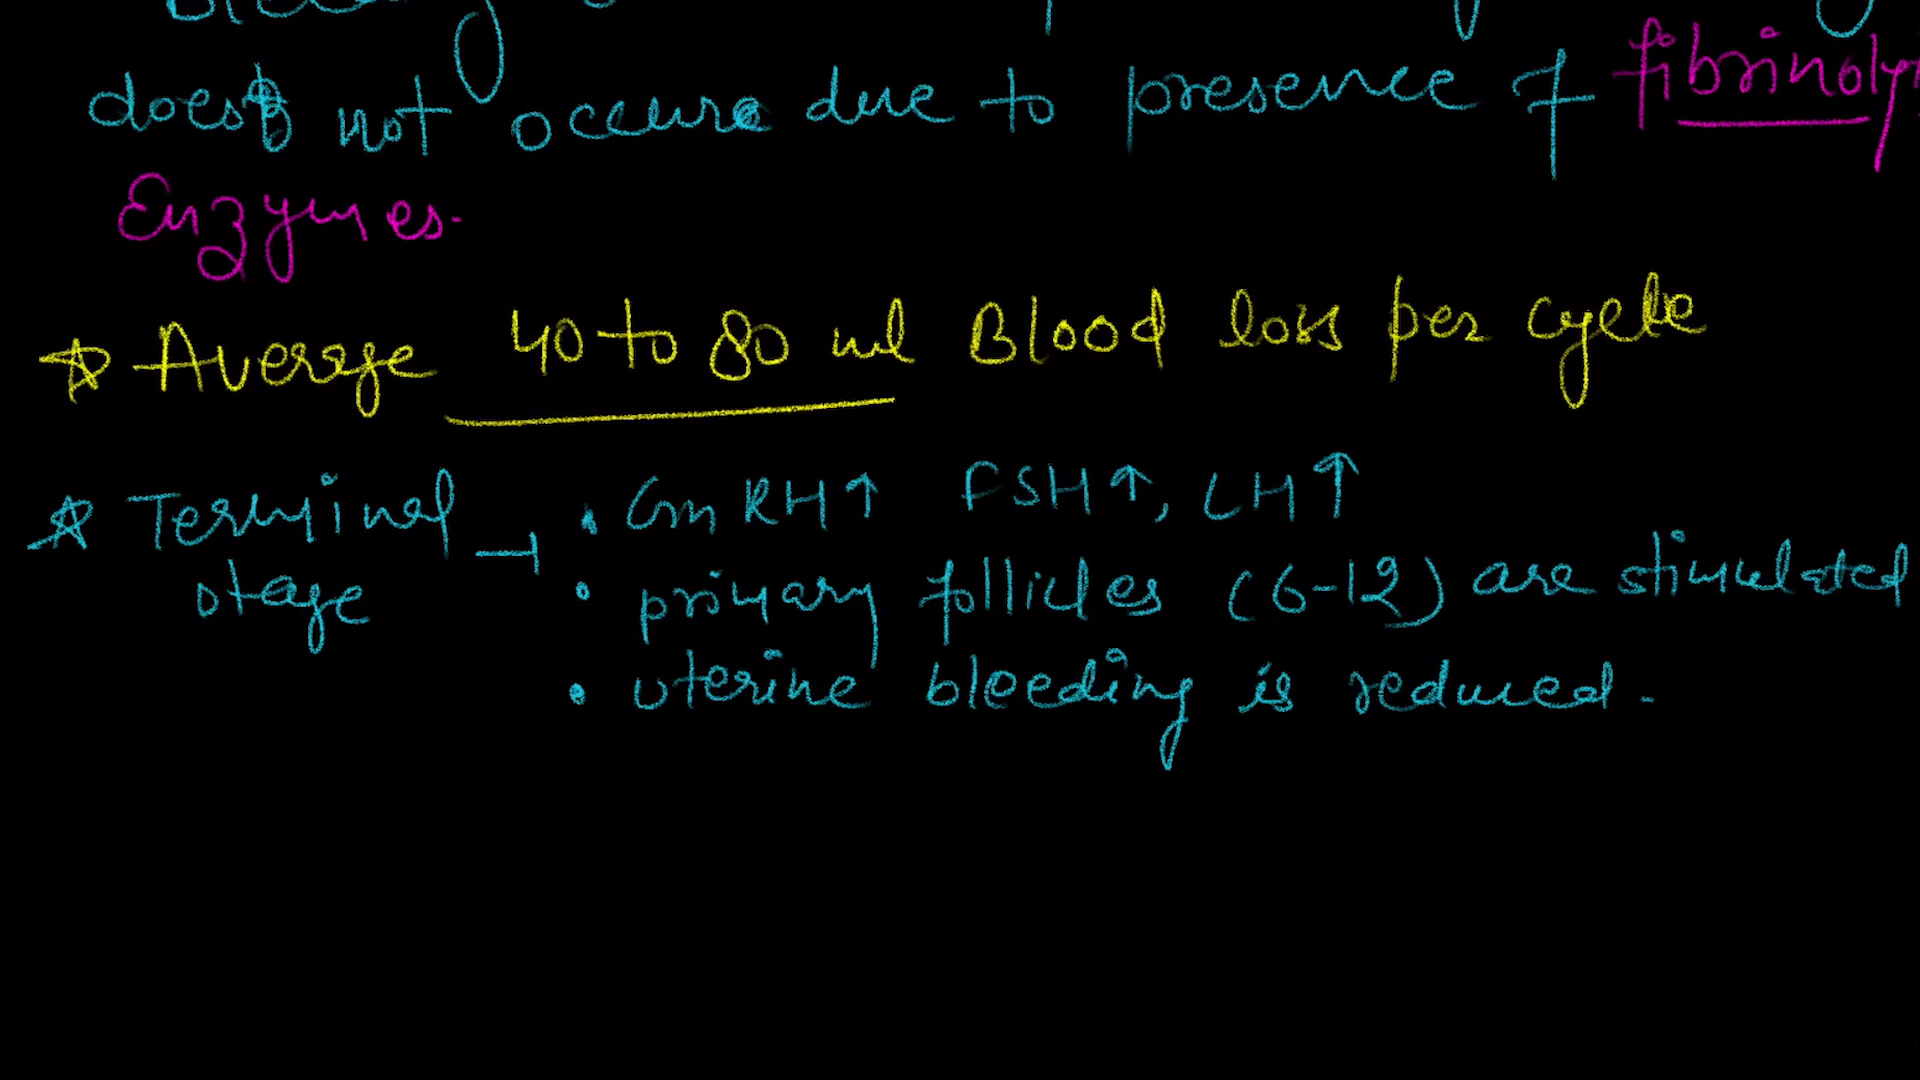 does not occurs due to presence of fibrinoly
Enzymes.
Average 40 to 80 ml Blood loss per cycle
Terminal stage → • GnRH↑ FSH↑, LH↑
• primary follicles (6-12) are stimulated
• uterine bleeding is reduced.